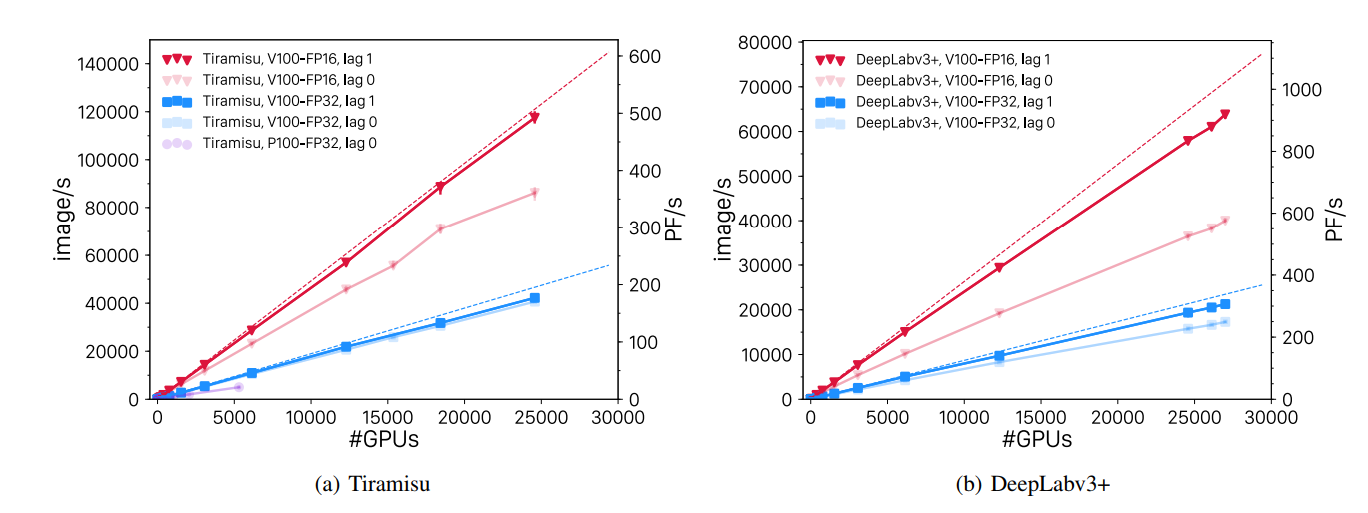 140000
120000
100000
80000
60000
40000
20000
0
image/s
Tiramisu, V100-FP16, lag 1
Tiramisu, V100-FP16, lag 0
Tiramisu, V100-FP32, lag 1
Tiramisu, V100-FP32, lag 0
Tiramisu, P100-FP32, lag 0
600
500
400
300
200
100
0
PF/s
0 5000 10000 15000 20000 25000 30000
#GPUs
(a) Tiramisu
80000
70000
60000
50000
40000
30000
20000
10000
0
image/s
DeepLabv3+, V100-FP16, lag 1
DeepLabv3+, V100-FP16, lag 0
DeepLabv3+, V100-FP32, lag 1
DeepLabv3+, V100-FP32, lag 0
1000
800
600
400
200
0
PF/s
0 5000 10000 15000 20000 25000 30000
#GPUs
(b) DeepLabv3+